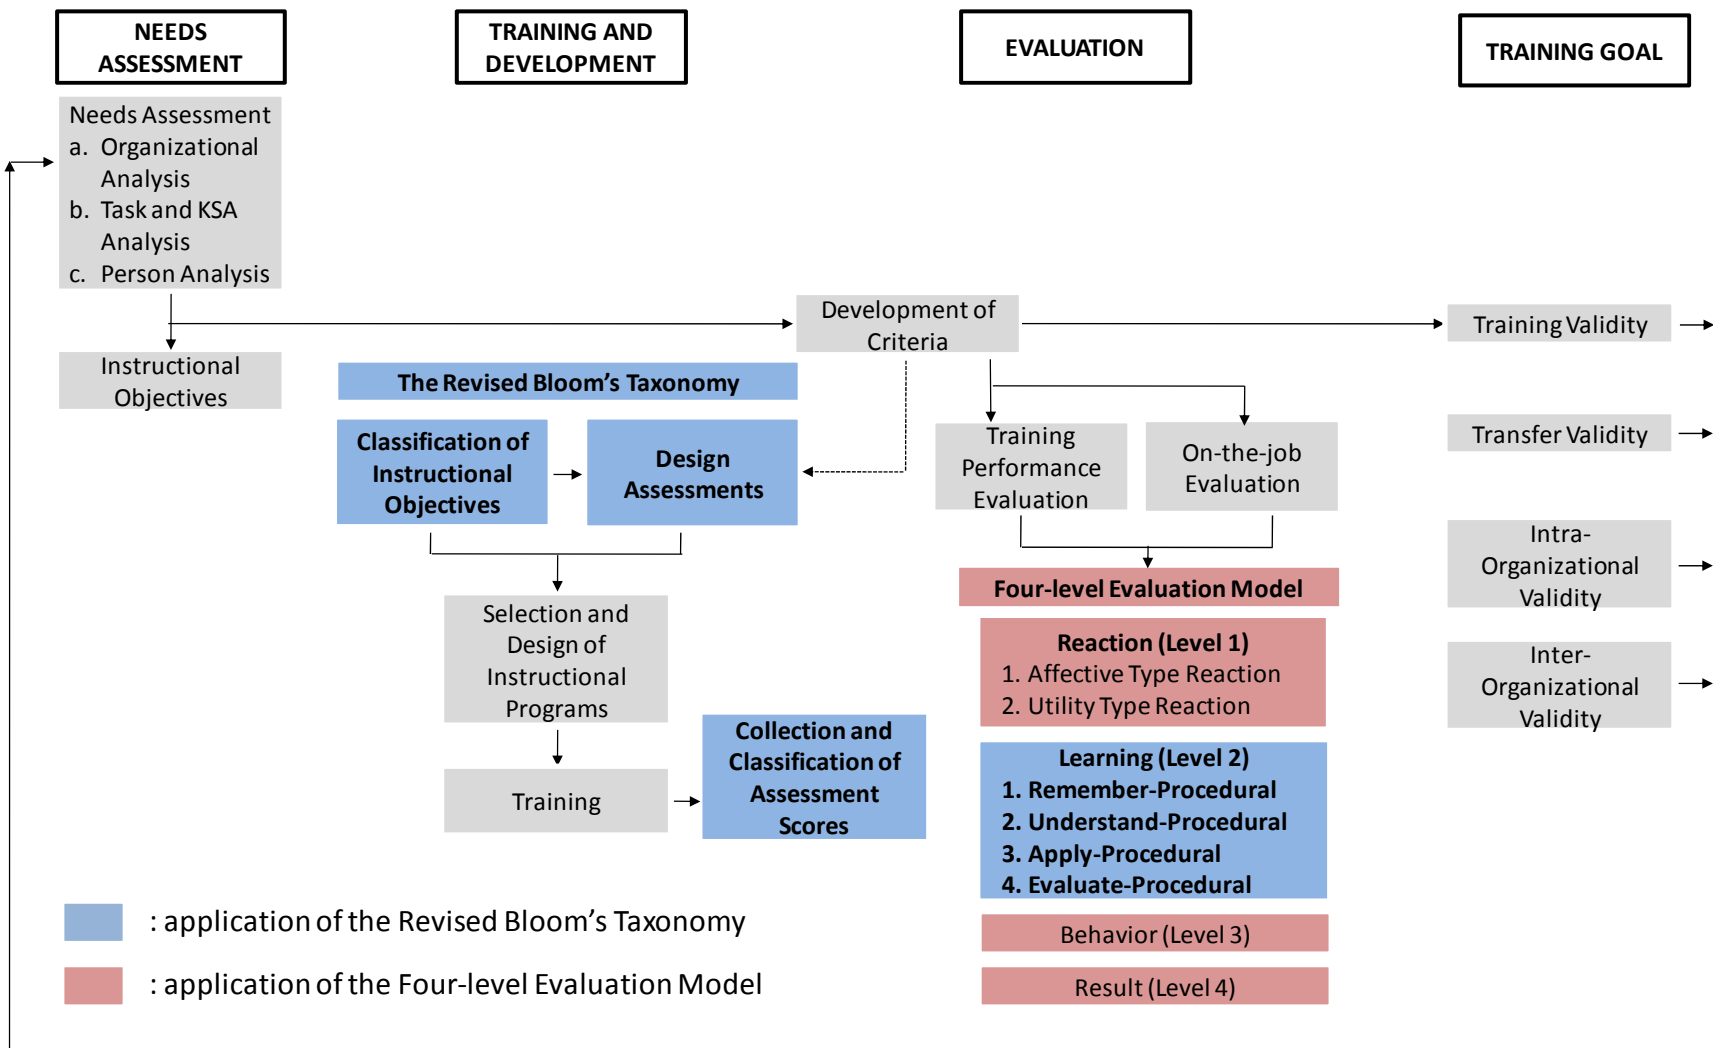 NEEDS
ASSESSMENT
TRAINING AND
DEVELOPMENT
EVALUATION
TRAINING GOAL
Needs Assessment
a. Organizational
Analysis
b. Task and KSA
Analysis
c. Person Analysis
Instructional
Objectives
Development of
Criteria
The Revised Bloom’s Taxonomy
Classification of
Instructional
Objectives
Design
Assessments
Selection and
Design of
Instructional
Programs
Training
Collection and
Classification of
Assessment
Scores
Training
Performance
Evaluation
On-the-job
Evaluation
Four-level Evaluation Model
Reaction (Level 1)
1. Affective Type Reaction
2. Utility Type Reaction
Learning (Level 2)
1. Remember-Procedural
2. Understand-Procedural
3. Apply-Procedural
4. Evaluate-Procedural
Behavior (Level 3)
Result (Level 4)
Training Validity
Transfer Validity
Intra-
Organizational
Validity
Inter-
Organizational
Validity
: application of the Revised Bloom’s Taxonomy
: application of the Four-level Evaluation Model